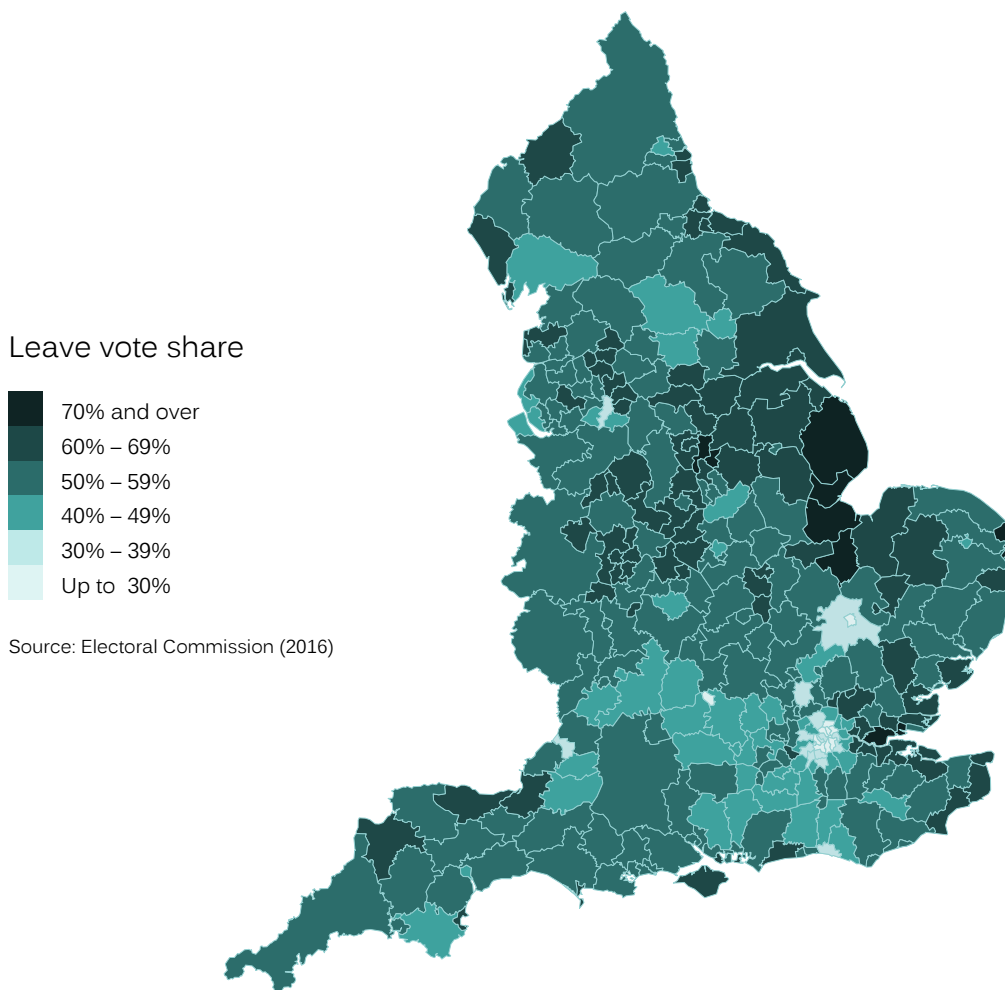 Leave vote share
70% and over
60% – 69%
50% – 59%
40% – 49%
30% – 39%
Up to 30%
Source: Electoral Commission (2016)